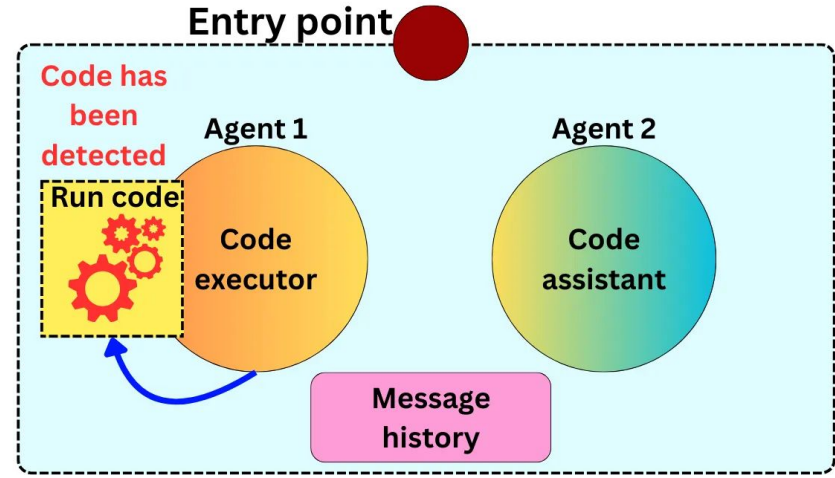 Entry point
Code has
been
detected
Run code
Agent 1
Code
executor
Agent 2
Code
assistant
Message
history